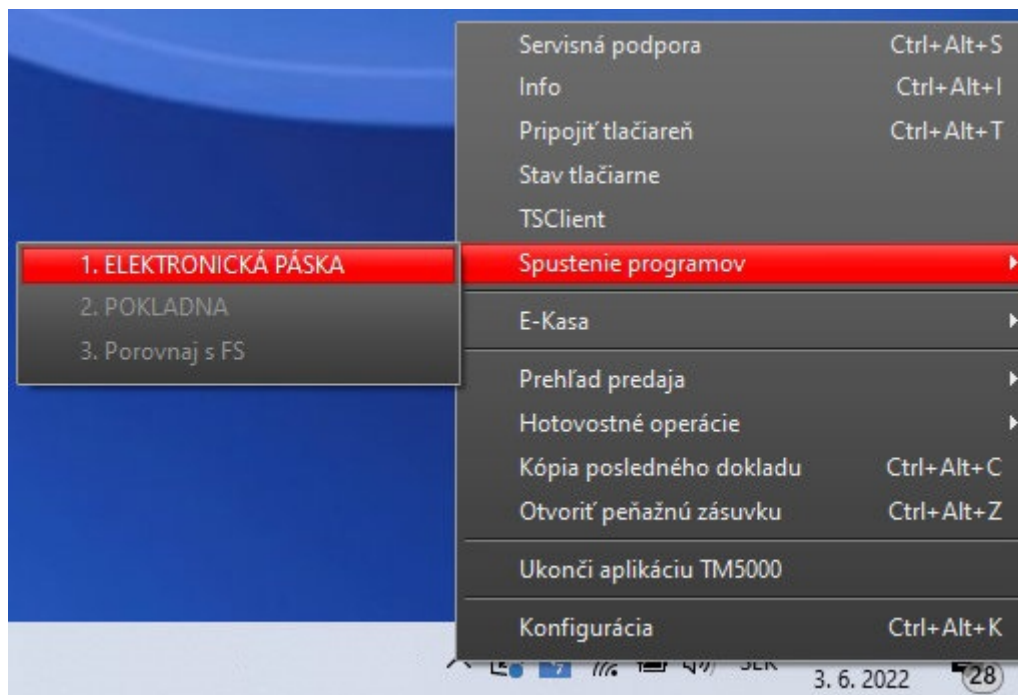 Servisná podpora Ctrl+Alt+S
Info Ctrl+Alt+I
Pripojiť tlačiareň Ctrl+Alt+T
Stav tlačiarne
TSClient
Spustenie programov
1. ELEKTRONICKÁ PÁSKA
2. POKLADNA
3. Porovnaj s FS
E-Kasa
Prehľad predaja
Hotovostné operácie
Kópia posledného dokladu Ctrl+Alt+C
Otvoriť peňažnú zásuvku Ctrl+Alt+Z
Ukonči aplikáciu TM5000
Konfigurácia Ctrl+Alt+K
3. 6. 2022
28